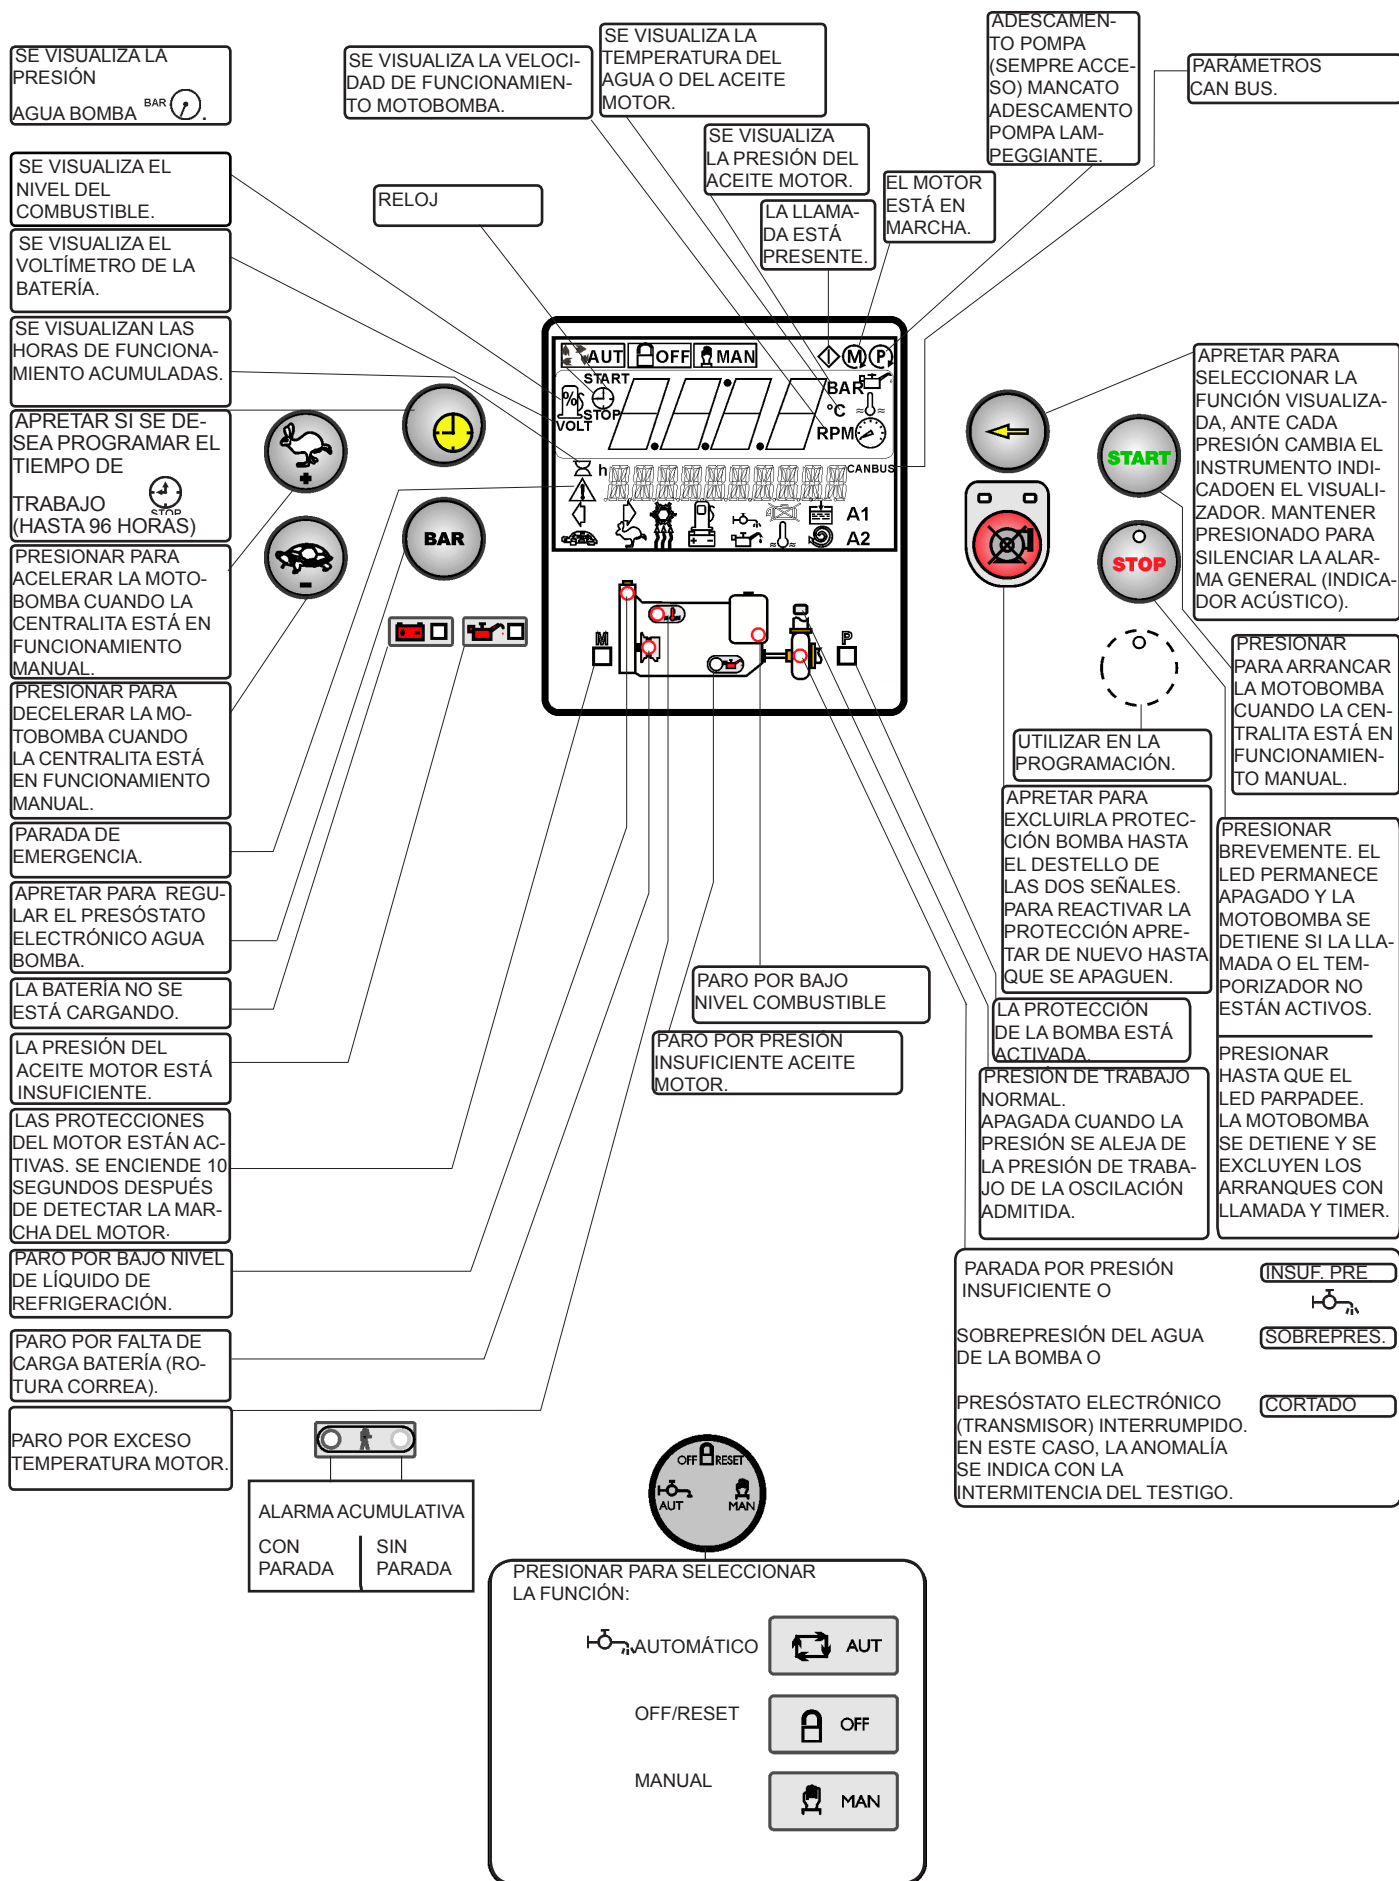 SE VISUALIZA LA
PRESIÓN
AGUA BOMBA BAR .
SE VISUALIZA EL
NIVEL DEL
COMBUSTIBLE.
SE VISUALIZA EL
VOLTÍMETRO DE LA
BATERÍA.
SE VISUALIZAN LAS
HORAS DE FUNCIONA-
MIENTO ACUMULADAS.
APRETAR SI SE DE-
SEA PROGRAMAR EL
TIEMPO DE
TRABAJO STOP
(HASTA 96 HORAS)
PRESIONAR PARA
ACELERAR LA MOTO-
BOMBA CUANDO LA
CENTRALITA ESTÁ EN
FUNCIONAMIENTO
MANUAL.
PRESIONAR PARA
DECELERAR LA MO-
TOBOMBA CUANDO
LA CENTRALITA ESTÁ
EN FUNCIONAMIENTO
MANUAL.
PARADA DE
EMERGENCIA.
APRETAR PARA REGU-
LAR EL PRESÓSTATO
ELECTRÓNICO AGUA
BOMBA.
LA BATERÍA NO SE
ESTÁ CARGANDO.
LA PRESIÓN DEL
ACEITE MOTOR ESTÁ
INSUFICIENTE.
LAS PROTECCIONES
DEL MOTOR ESTÁN AC-
TIVAS. SE ENCIENDE 10
SEGUNDOS DESPUÉS
DE DETECTAR LA MAR-
CHA DEL MOTOR.
PARO POR BAJO NIVEL
DE LÍQUIDO DE
REFRIGERACIÓN.
PARO POR FALTA DE
CARGA BATERÍA (RO-
TURA CORREA).
PARO POR EXCESO
TEMPERATURA MOTOR.
SE VISUALIZA LA VELOCI-
DAD DE FUNCIONAMIEN-
TO MOTOBOMBA.
RELOJ
SE VISUALIZA LA
TEMPERATURA DEL
AGUA O DEL ACEITE
MOTOR.
SE VISUALIZA
LA PRESIÓN DEL
ACEITE MOTOR.
LA LLAMA-
DA ESTÁ
PRESENTE.
EL MOTOR
ESTÁ EN
MARCHA.
ADESCAMEN-
TO POMPA
(SEMPRE ACCE-
SO) MANCATO
ADESCAMENTO
POMPA LAM-
PEGGIANTE.
PARÁMETROS
CAN BUS.
AUT OFF MAN M P
START BAR
% STOP °C
VOLT RPM
h CANBUS
A1
A2
+
-
BAR
M P
START
STOP
APRETAR PARA
SELECCIONAR LA
FUNCIÓN VISUALIZA-
DA, ANTE CADA
PRESIÓN CAMBIA EL
INSTRUMENTO INDI-
CADOEN EL VISUALI-
ZADOR. MANTENER
PRESIONADO PARA
SILENCIAR LA ALAR-
MA GENERAL (INDICA-
DOR ACÚSTICO).
PRESIONAR
PARA ARRANCAR
LA MOTOBOMBA
CUANDO LA CEN-
TRALITA ESTÁ EN
FUNCIONAMIEN-
TO MANUAL.
UTILIZAR EN LA
PROGRAMACIÓN.
APRETAR PARA
EXCLUIRLA PROTEC-
CIÓN BOMBA HASTA
EL DESTELLO DE
LAS DOS SEÑALES.
PARA REACTIVAR LA
PROTECCIÓN APRE-
TAR DE NUEVO HASTA
QUE SE APAGUEN.
PRESIONAR
BREVEMENTE. EL
LED PERMANECE
APAGADO Y LA
MOTOBOMBA SE
DETIENE SI LA LLA-
MADA O EL TEM-
PORIZADOR NO
ESTÁN ACTIVOS.
PRESIONAR
HASTA QUE EL
LED PARPADEE.
LA MOTOBOMBA
SE DETIENE Y SE
EXCLUYEN LOS
ARRANQUES CON
LLAMADA Y TIMER.
PARO POR BAJO
NIVEL COMBUSTIBLE
PARO POR PRESIÓN
INSUFICIENTE ACEITE
MOTOR.
LA PROTECCIÓN
DE LA BOMBA ESTÁ
ACTIVADA.
PRESIÓN DE TRABAJO
NORMAL.
APAGADA CUANDO LA
PRESIÓN SE ALEJA DE
LA PRESIÓN DE TRABA-
JO DE LA OSCILACIÓN
ADMITIDA.
PARADA POR PRESIÓN
INSUFICIENTE O
INSUF. PRE
SOBREPRESIÓN DEL AGUA
DE LA BOMBA O
SOBREPRES.
PRESÓSTATO ELECTRÓNICO
(TRANSMISOR) INTERRUMPIDO.
EN ESTE CASO, LA ANOMALÍA
SE INDICA CON LA
INTERMITENCIA DEL TESTIGO.
CORTADO
ALARMA ACUMULATIVA
CON
PARADA
SIN
PARADA
OFF RESET
AUT MAN
PRESIONAR PARA SELECCIONAR
LA FUNCIÓN:
AUTOMÁTICO AUT
OFF/RESET OFF
MANUAL MAN